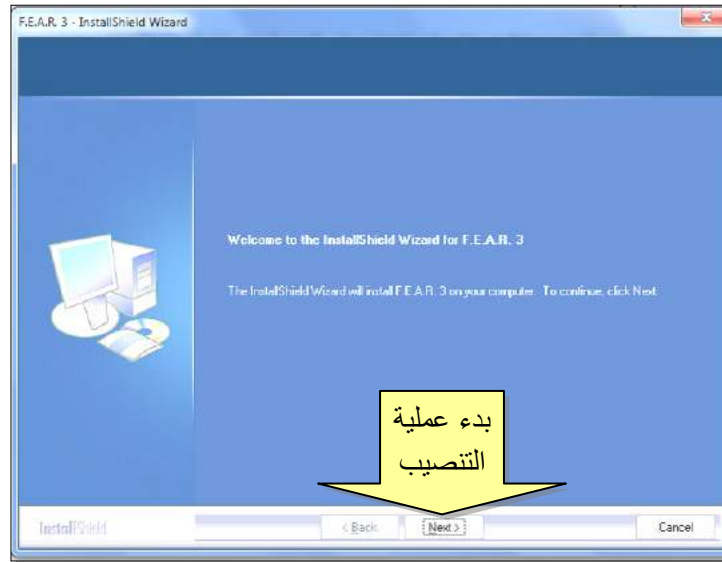 F.E.A.R. 3 - InstallShield Wizard
Welcome to the InstallShield Wizard for F.E.A.R. 3
The InstallShield Wizard will install F.E.A.R. 3 on your computer. To continue, click Next.
بدء عملية
التنصيب
InstallShield
< Back
Next >
Cancel